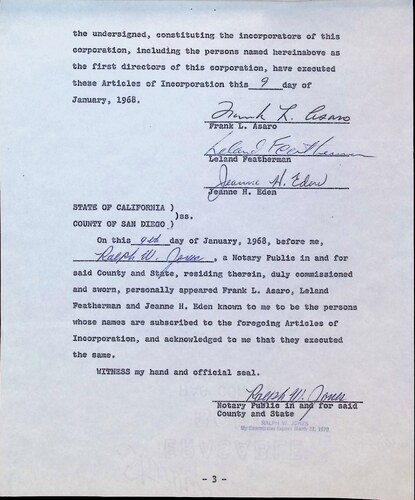 the undersigned, constituting the incorporators of this
corporation, including the persons named hereinabove as
the first directors of this corporation, have executed
these Articles of Incorporation this 9 day of
January, 1968.
Frank L. Asaro
Frank L. Asaro
Leland Featherman
Leland Featherman
Jeanne H. Eden
Jeanne H. Eden
STATE OF CALIFORNIA )
)ss.
COUNTY OF SAN DIEGO )
On this 9th day of January, 1968, before me,
Ralph W. Jones, a Notary Public in and for
said County and State, residing therein, duly commissioned
and sworn, personally appeared Frank L. Asaro, Leland
Featherman and Jeanne H. Eden known to me to be the persons
whose names are subscribed to the foregoing Articles of
Incorporation, and acknowledged to me that they executed
the same.
WITNESS my hand and official seal.
Ralph W. Jones
Notary Public in and for said
County and State
RALPH W. JONES
My Commission Expires March
- 3 -